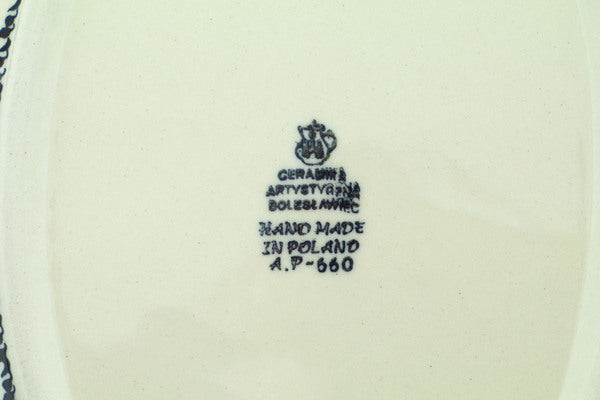 CERAMIKA
ARTYSTYCZNA
BOLESŁAWIEC
HAND MADE
IN POLAND
A.P-660